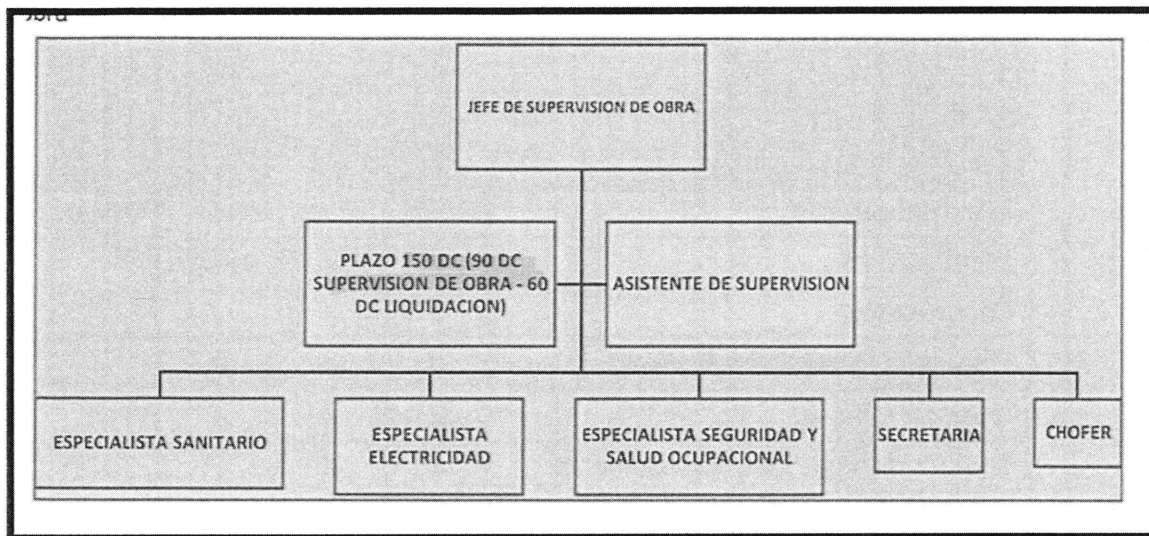 JEFE DE SUPERVISION DE OBRA
PLAZO 150 DC (90 DC
SUPERVISION DE OBRA - 60
DC LIQUIDACION)
ASISTENTE DE SUPERVISION
ESPECIALISTA SANITARIO
ESPECIALISTA
ELECTRICIDAD
ESPECIALISTA SEGURIDAD Y
SALUD OCUPACIONAL
SECRETARIA
CHOFER